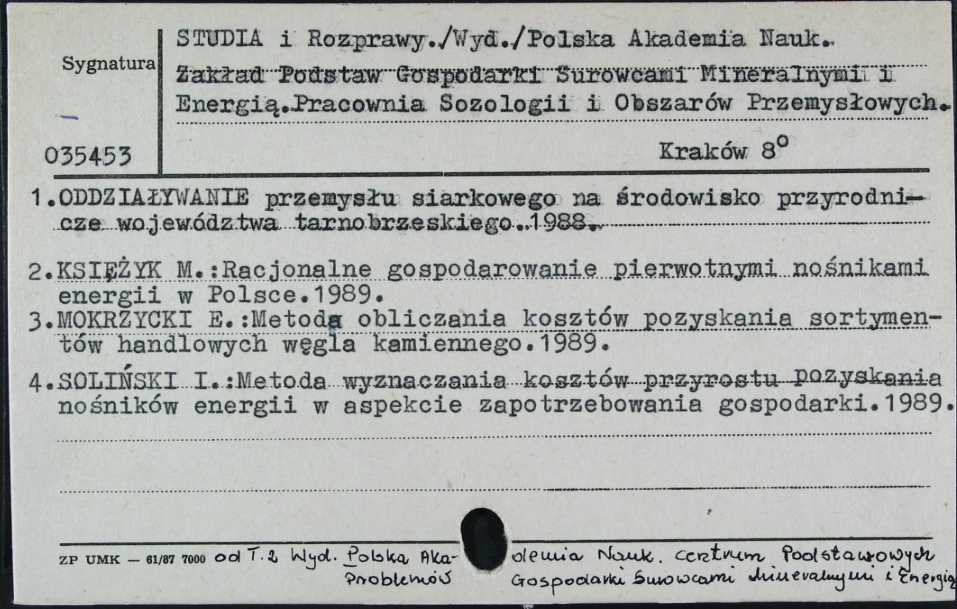 STUDIA i Rozprawy./Wyd./Polska Akademia Nauk.
Sygnatura
Zakład Podstaw Gospodarki Surowcami Mineralnymi i
Energią.Pracownia Sozologii i Obszarów Przemysłowych.
035453
Kraków 8°
1.ODDZIAŁYWANIE przemysłu siarkowego na środowisko przyrodni-
cze województwa tarnobrzeskiego.1988.
2.KSIĘŻYK M.:Racjonalne gospodarowanie pierwotnymi nośnikami
energii w Polsce.1989.
3.MOKRZYCKI E.:Metoda obliczania kosztów pozyskania sortymen-
tów handlowych węgla kamiennego.1989.
4.SOLIŃSKI I.:Metoda wyznaczania kosztów przyrostu pozyskania
nośników energii w aspekcie zapotrzebowania gospodarki.1989.
ZP UMK — 61/87 7000 od T.2 Wyd. Polska Aka- demia Nauk. Centrum Podstawowych
Problemów Gospodarki Surowcami Mineralnymi i Energią